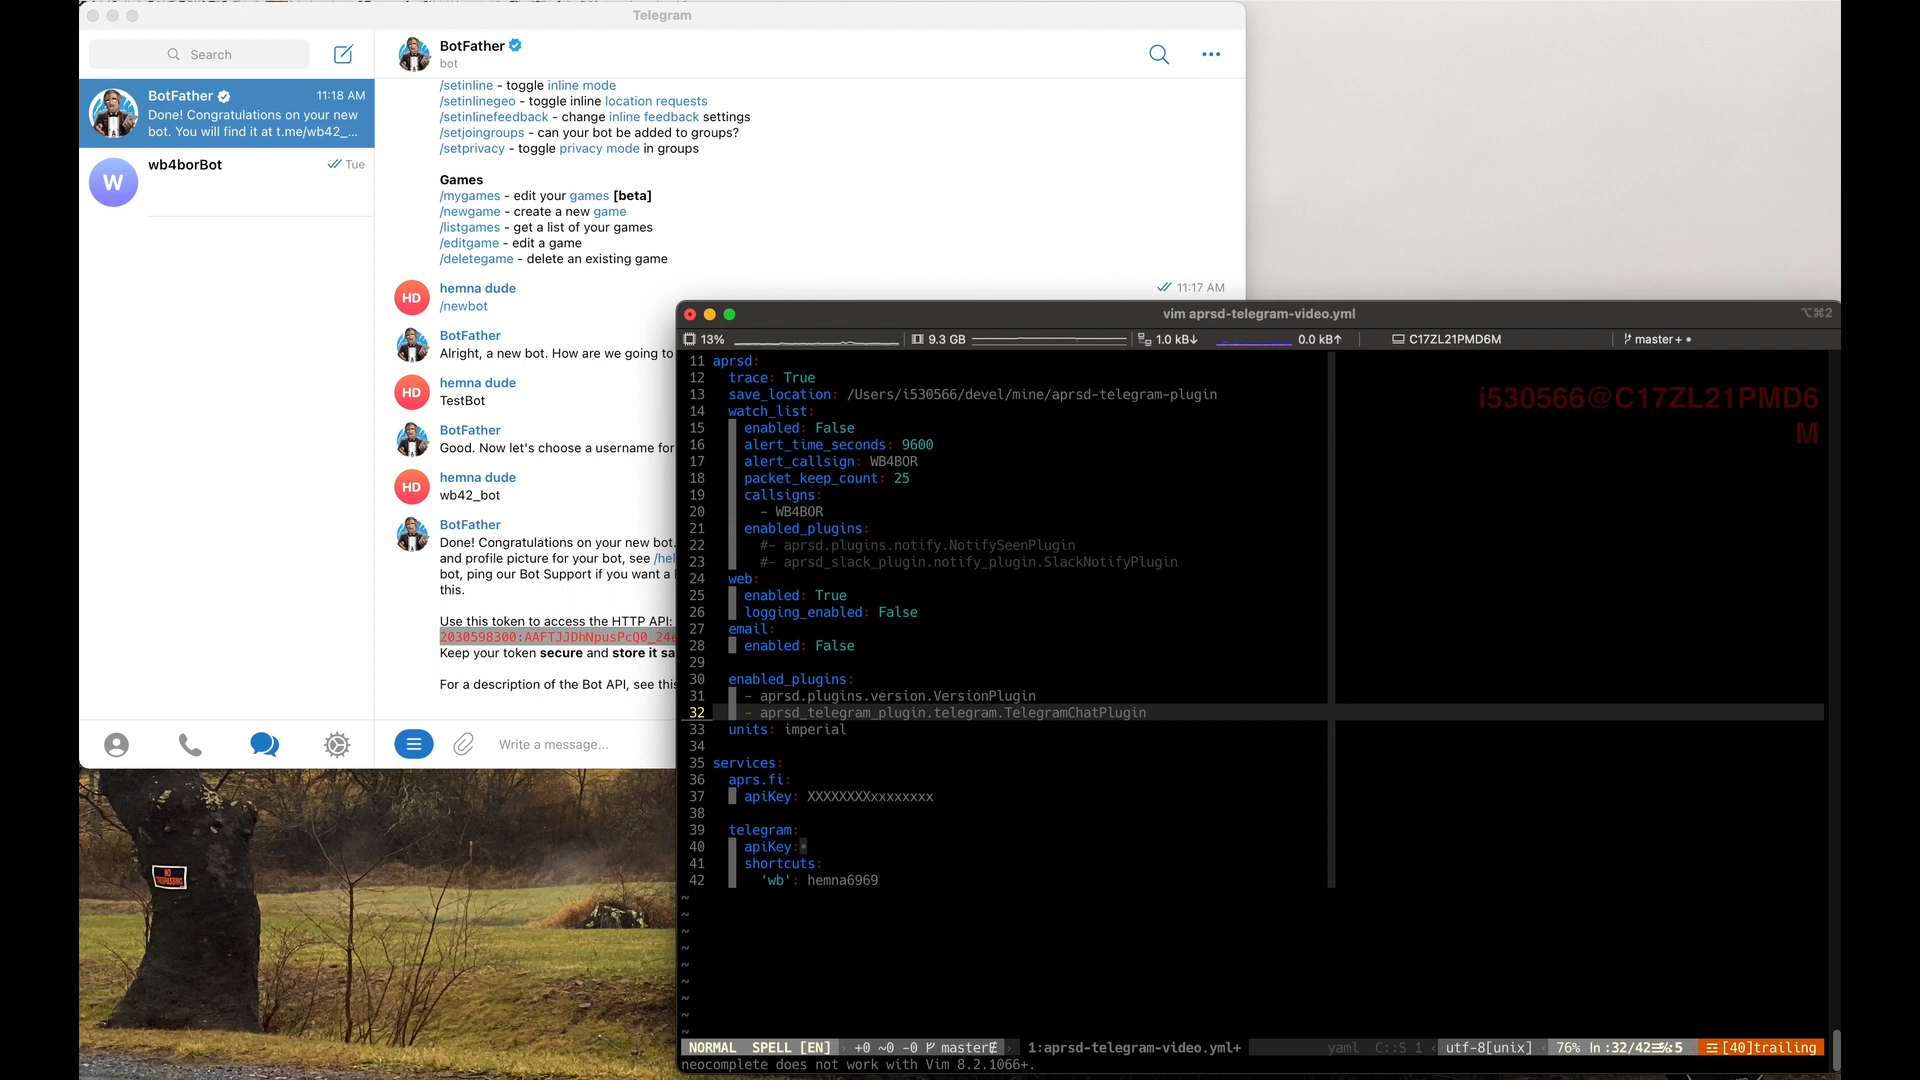 Telegram
Search
BotFather
bot
BotFather
11:18 AM
Done! Congratulations on your new
bot. You will find it at t.me/wb42_...
wb4borBot
Tue
W
/setinline - toggle inline mode
/setinlinegeo - toggle inline location requests
/setinlinefeedback - change inline feedback settings
/setjoingroups - can your bot be added to groups?
/setprivacy - toggle privacy mode in groups
Games
/mygames - edit your games [beta]
/newgame - create a new game
/listgames - get a list of your games
/editgame - edit a game
/deletegame - delete an existing game
HD
hemna dude
11:17 AM
/newbot
BotFather
Alright, a new bot. How are we going to
HD
hemna dude
TestBot
BotFather
Good. Now let's choose a username for
HD
hemna dude
wb42_bot
BotFather
Done! Congratulations on your new bot.
and profile picture for your bot, see /hel
bot, ping our Bot Support if you want a
this.
Use this token to access the HTTP API:
2030598300:AAFTJJDhNpusPcQ0_24e
Keep your token secure and store it sa
For a description of the Bot API, see this
Write a message...
NO
TRESPASSING
vim aprsd-telegram-video.yml
⌥⌘2
13%
9.3 GB
1.0 kB↓
0.0 kB↑
C17ZL21PMD6M
master+ •
i530566@C17ZL21PMD6
M
11 aprsd:
12 trace: True
13 save_location: /Users/i530566/devel/mine/aprsd-telegram-plugin
14 watch_list:
15 enabled: False
16 alert_time_seconds: 9600
17 alert_callsign: WB4BOR
18 packet_keep_count: 25
19 callsigns:
20 - WB4BOR
21 enabled_plugins:
22 #- aprsd.plugins.notify.NotifySeenPlugin
23 #- aprsd_slack_plugin.notify_plugin.SlackNotifyPlugin
24 web:
25 enabled: True
26 logging_enabled: False
27 email:
28 enabled: False
29
30 enabled_plugins:
31 - aprsd.plugins.version.VersionPlugin
32 - aprsd_telegram_plugin.telegram.TelegramChatPlugin
33 units: imperial
34
35 services:
36 aprs.fi:
37 apiKey: XXXXXXXXxxxxxxxx
38
39 telegram:
40 apiKey:•
41 shortcuts:
42 'wb': hemna6969
~
~
~
~
~
~
~
~
~
NORMAL SPELL [EN] +0 ~0 -0 master 1:aprsd-telegram-video.yml+ yaml C::S 1 utf-8[unix] 76% ln:32/42 ℅:5 [40]trailing
neocomplete does not work with Vim 8.2.1066+.